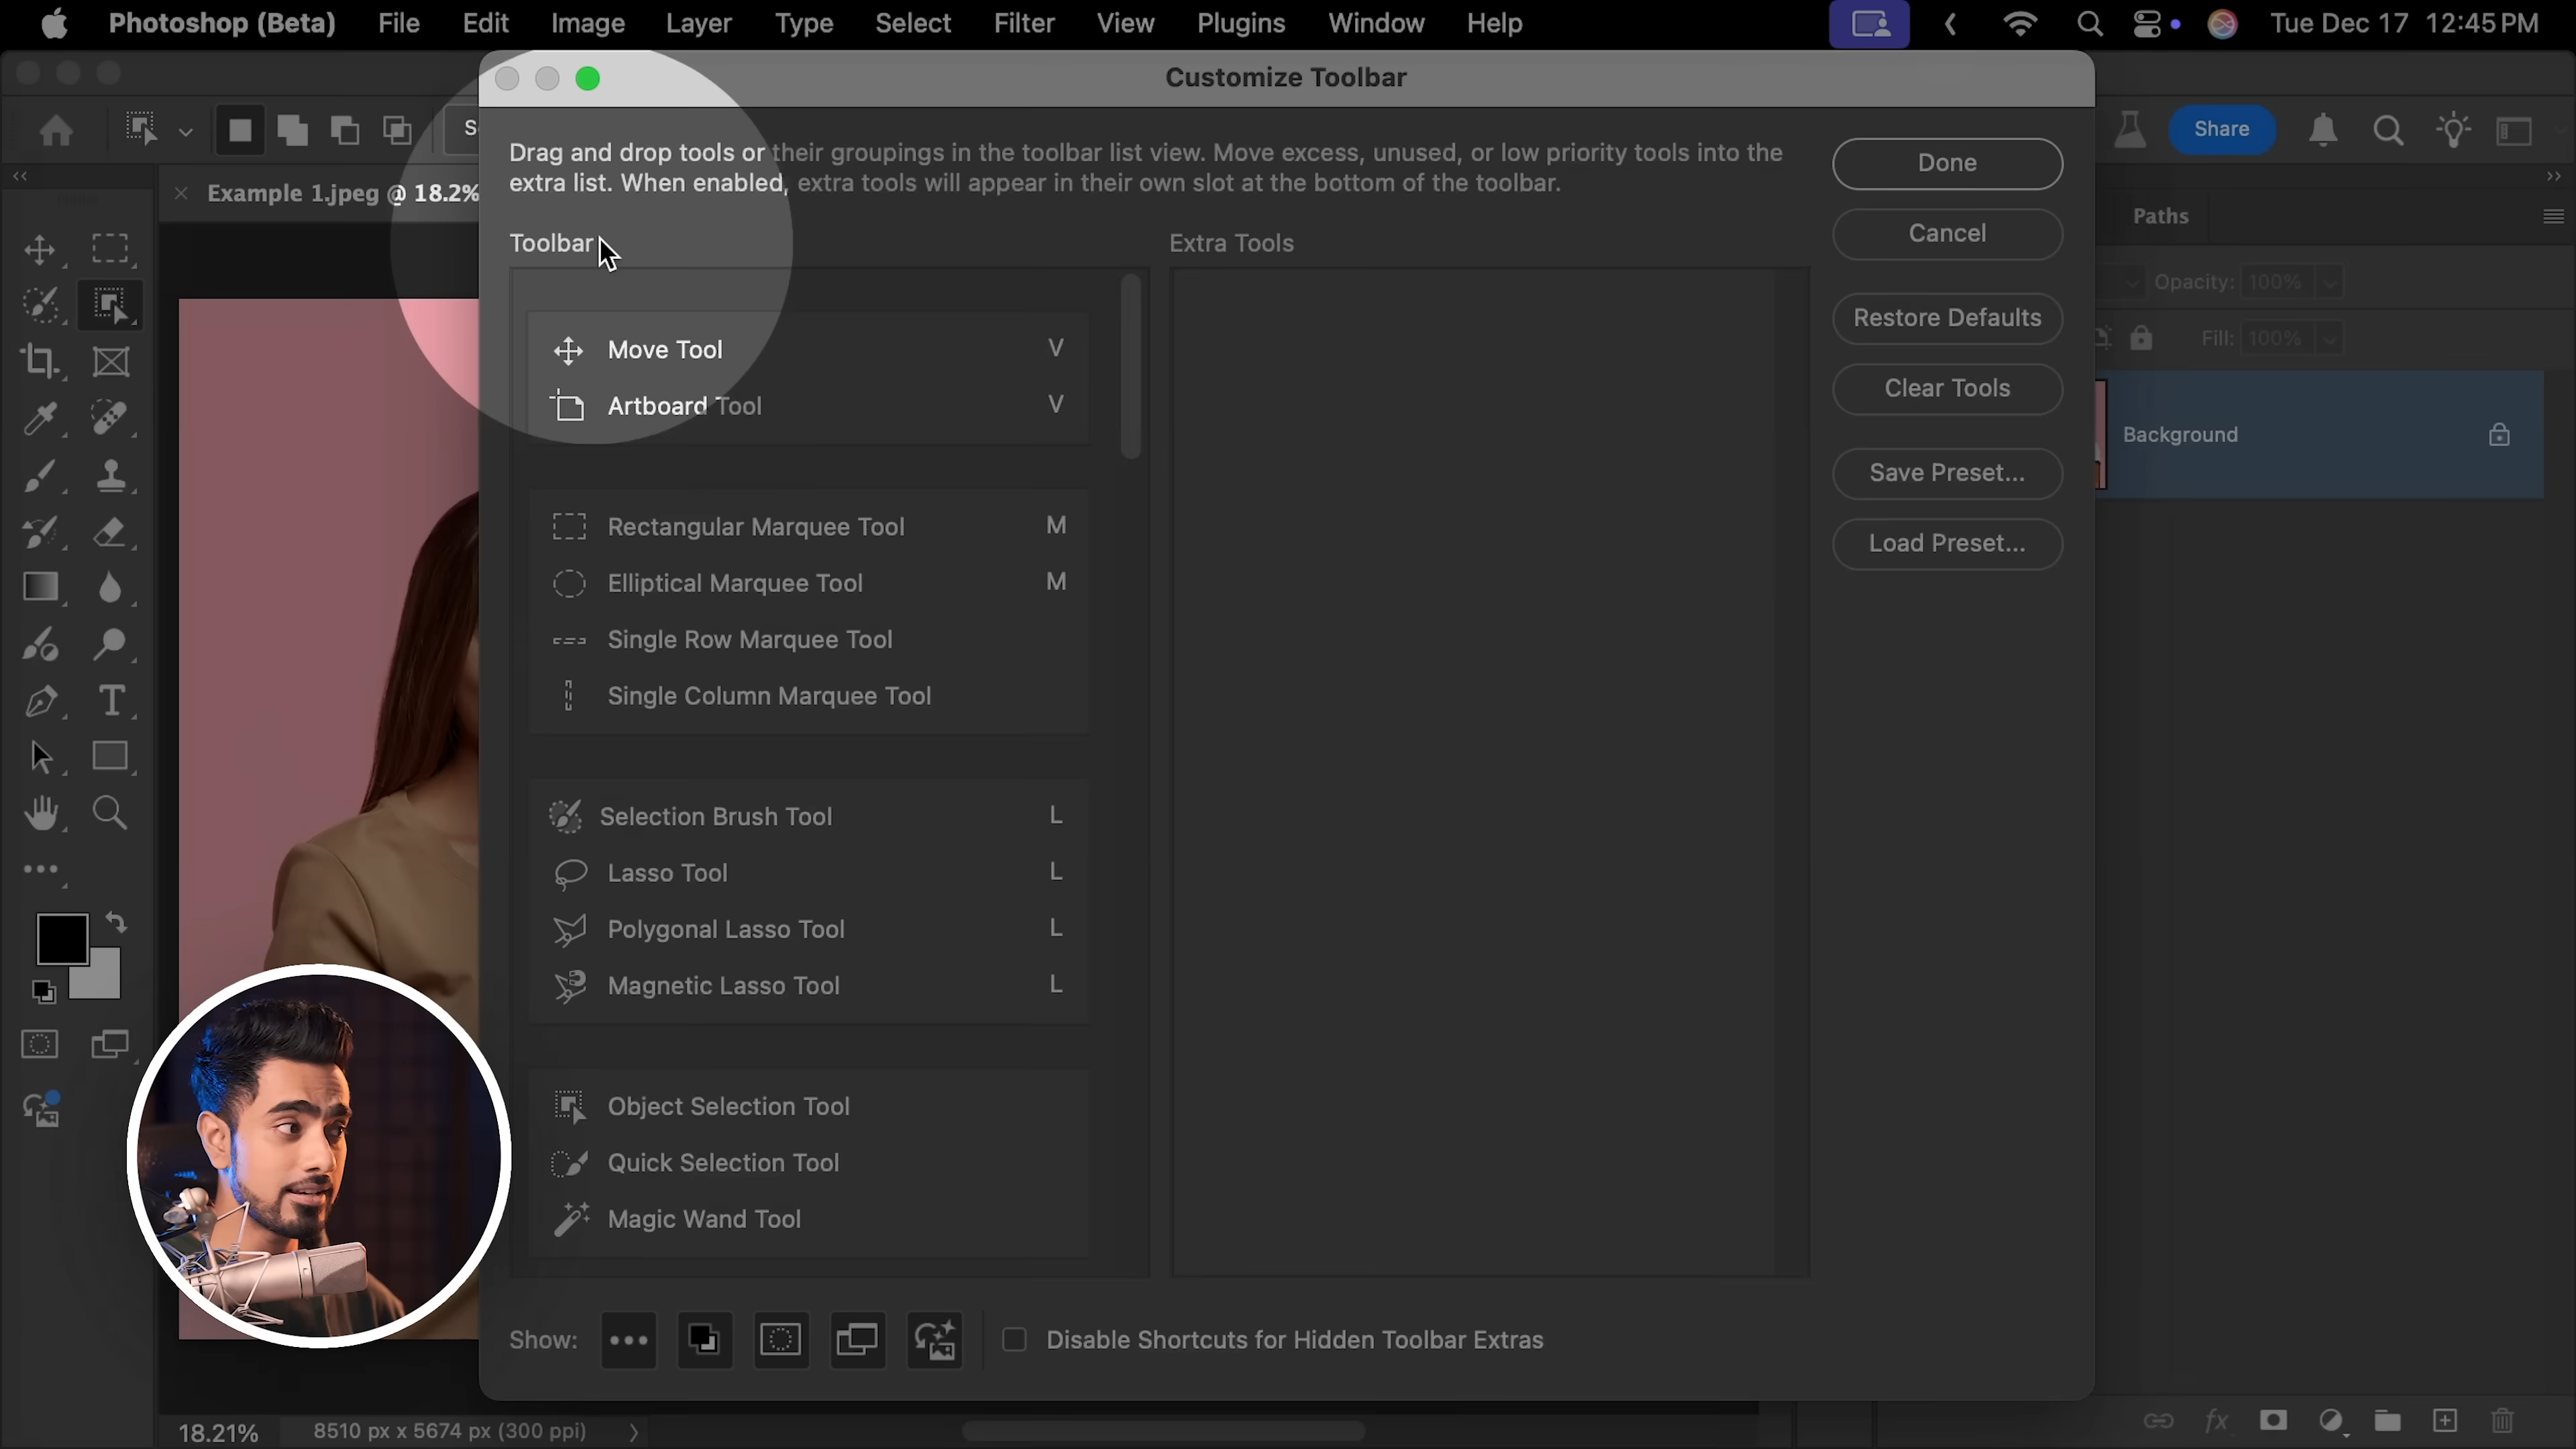 Photoshop (Beta) File Edit Image Layer Type Select Filter View Plugins Window Help Tue Dec 17 12:45 PM
Customize Toolbar
Share
Example 1.jpeg @ 18.2%
Drag and drop tools or their groupings in the toolbar list view. Move excess, unused, or low priority tools into the
extra list. When enabled, extra tools will appear in their own slot at the bottom of the toolbar.
Done
Cancel
Restore Defaults
Clear Tools
Save Preset...
Load Preset...
Toolbar
Extra Tools
Move Tool V
Artboard Tool V
Rectangular Marquee Tool M
Elliptical Marquee Tool M
Single Row Marquee Tool
Single Column Marquee Tool
Selection Brush Tool L
Lasso Tool L
Polygonal Lasso Tool L
Magnetic Lasso Tool L
Object Selection Tool
Quick Selection Tool
Magic Wand Tool
Show: Disable Shortcuts for Hidden Toolbar Extras
Paths
Opacity: 100%
Fill: 100%
Background
fx
18.21% 8510 px x 5674 px (300 ppi)